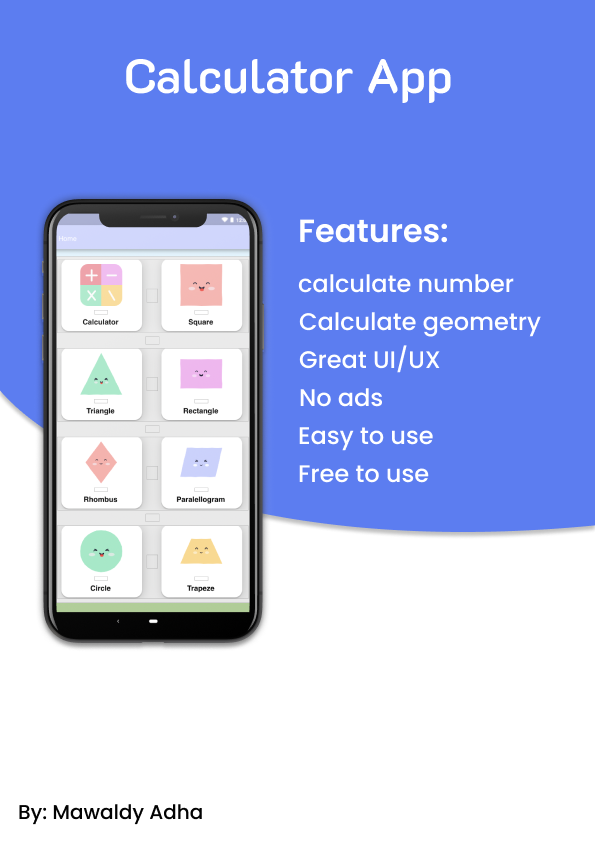 Calculator App
Home
Calculator
Square
Triangle
Rectangle
Rhombus
Paralellogram
Circle
Trapeze
Features:
calculate number
Calculate geometry
Great UI/UX
No ads
Easy to use
Free to use
By: Mawaldy Adha